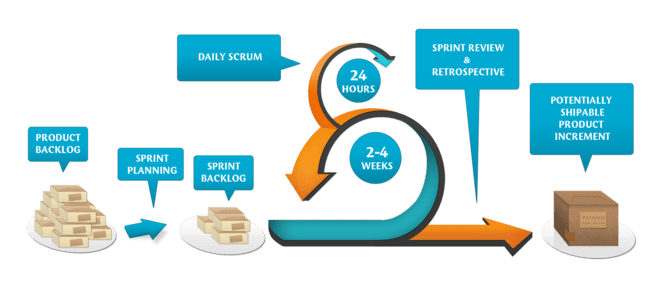 PRODUCT
BACKLOG
SPRINT
PLANNING
SPRINT
BACKLOG
DAILY SCRUM
24
HOURS
2-4
WEEKS
SPRINT REVIEW
&
RETROSPECTIVE
POTENTIALLY
SHIPABLE
PRODUCT
INCREMENT